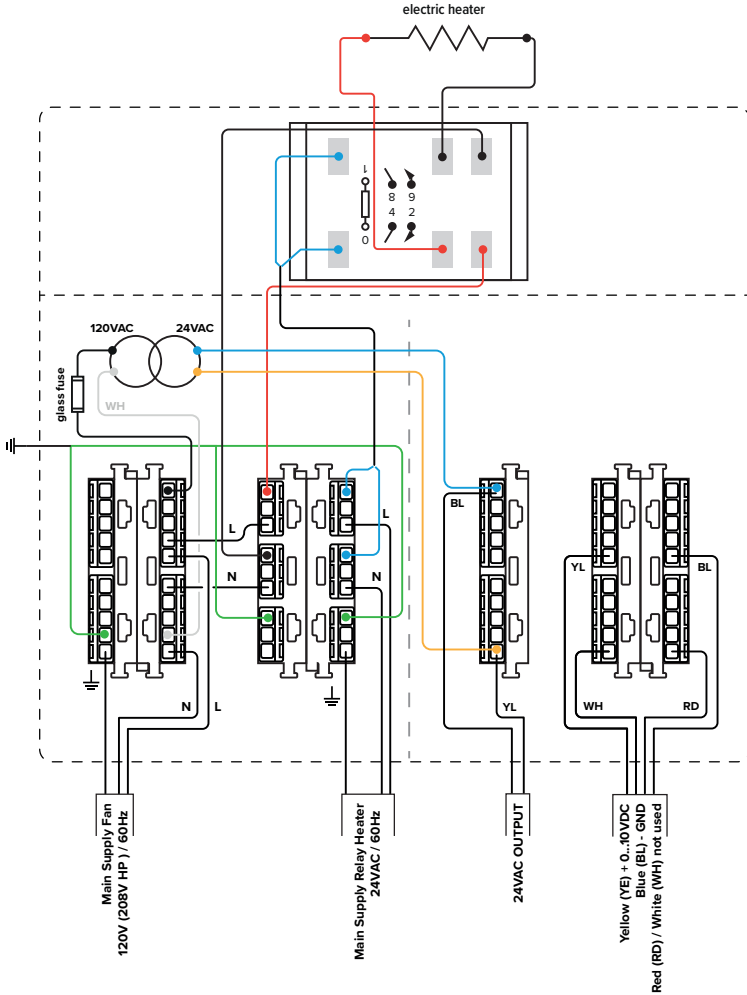 electric heater
1
8 9
4 2
0
120VAC 24VAC
glass fuse
WH
L
N
L
N
N L
BL
YL
YL
BL
WH
RD
Main Supply Fan
120V (208V HP ) / 60Hz
Main Supply Relay Heater
24VAC / 60Hz
24VAC OUTPUT
Yellow (YE) + 0...10VDC
Blue (BL) - GND
Red (RD) / White (WH) not used